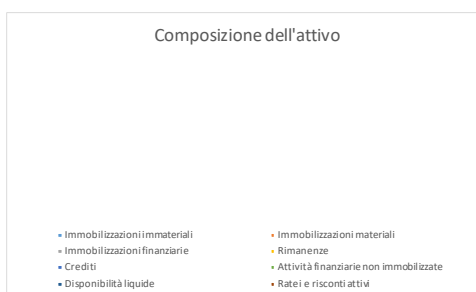 Composizione dell'attivo
Immobilizzazioni immateriali
Immobilizzazioni materiali
Immobilizzazioni finanziarie
Rimanenze
Crediti
Attività finanziarie non immobilizzate
Disponibilità liquide
Ratei e risconti attivi